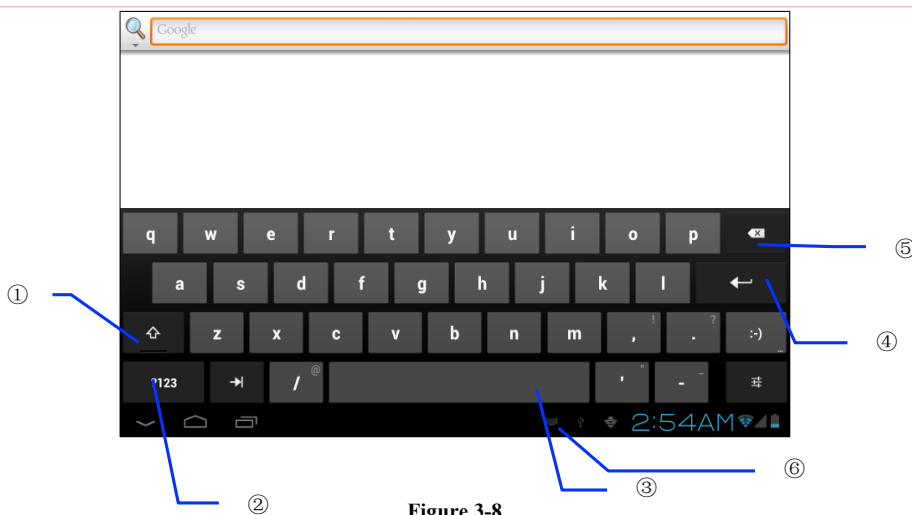 Google
q w e r t y u i o p
a s d f g h j k l
①
z x c v b n m , ! . ? :-) ...
⑤
④
?123 / @ ' " - _
2:54AM
⑥
③
②
Figure 3-8